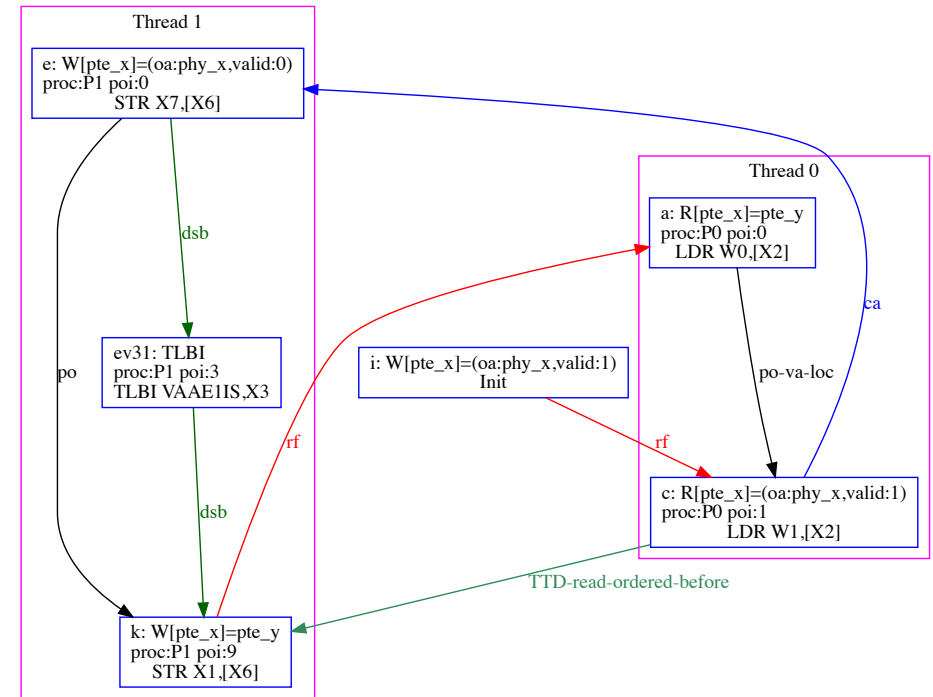 Thread 1
e: W[pte_x]=(oa:phy_x,valid:0)
proc:P1 poi:0
STR X7,[X6]
Thread 0
a: R[pte_x]=pte_y
proc:P0 poi:0
LDR W0,[X2]
dsb
ca
ev31: TLBI
proc:P1 poi:3
TLBI VAAE1IS,X3
i: W[pte_x]=(oa:phy_x,valid:1)
Init
po
po-va-loc
rf
rf
c: R[pte_x]=(oa:phy_x,valid:1)
proc:P0 poi:1
LDR W1,[X2]
dsb
TTD-read-ordered-before
k: W[pte_x]=pte_y
proc:P1 poi:9
STR X1,[X6]